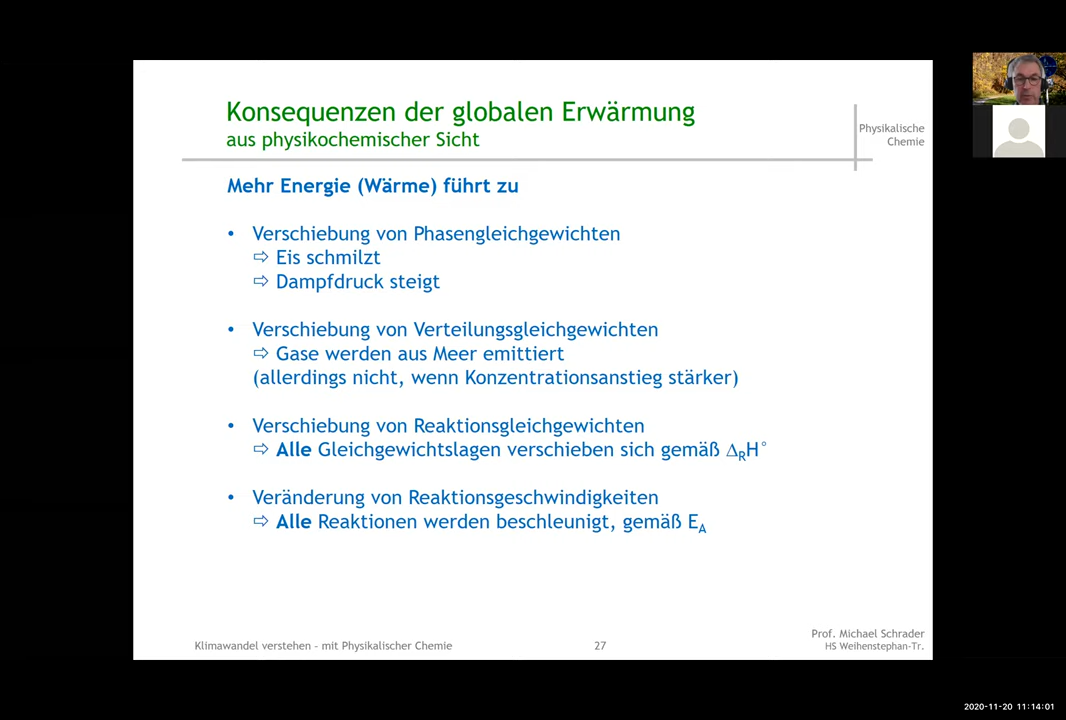 Konsequenzen der globalen Erwärmung
aus physikochemischer Sicht
Physikalische
Chemie
Mehr Energie (Wärme) führt zu
• Verschiebung von Phasengleichgewichten
⇨ Eis schmilzt
⇨ Dampfdruck steigt
• Verschiebung von Verteilungsgleichgewichten
⇨ Gase werden aus Meer emittiert
(allerdings nicht, wenn Konzentrationsanstieg stärker)
• Verschiebung von Reaktionsgleichgewichten
⇨ Alle Gleichgewichtslagen verschieben sich gemäß ΔRH°
• Veränderung von Reaktionsgeschwindigkeiten
⇨ Alle Reaktionen werden beschleunigt, gemäß EA
Klimawandel verstehen – mit Physikalischer Chemie
27
Prof. Michael Schrader
HS Weihenstephan-Tr.
2020-11-20 11:14:01